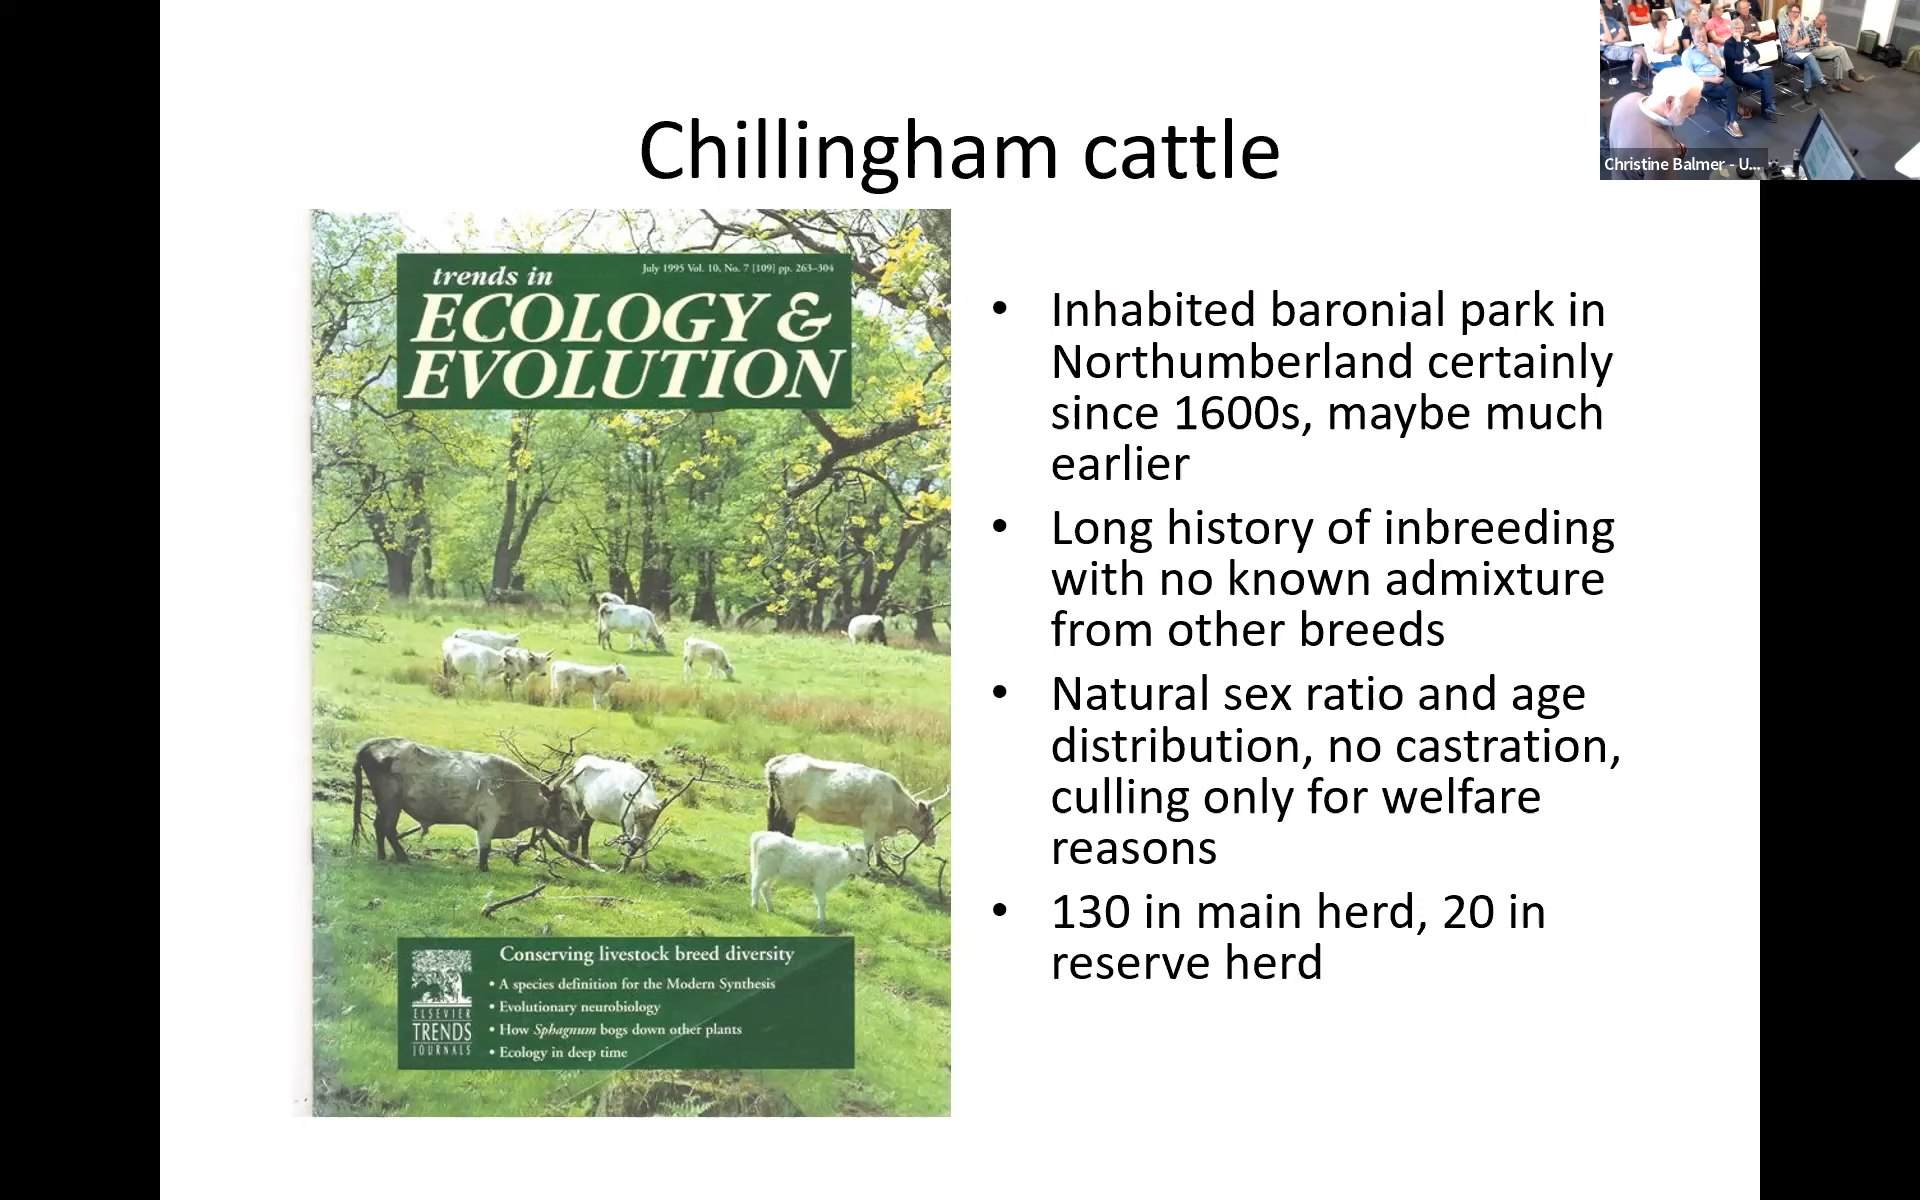 Chillingham cattle
Christine Balmer - U...
trends in
July 1995 Vol. 10, No. 7 [109] pp. 263–304
ECOLOGY &
EVOLUTION
Conserving livestock breed diversity
• A species definition for the Modern Synthesis
• Evolutionary neurobiology
• How Sphagnum bogs down other plants
• Ecology in deep time
ELSEVIER
TRENDS
JOURNALS
• Inhabited baronial park in
Northumberland certainly
since 1600s, maybe much
earlier
• Long history of inbreeding
with no known admixture
from other breeds
• Natural sex ratio and age
distribution, no castration,
culling only for welfare
reasons
• 130 in main herd, 20 in
reserve herd